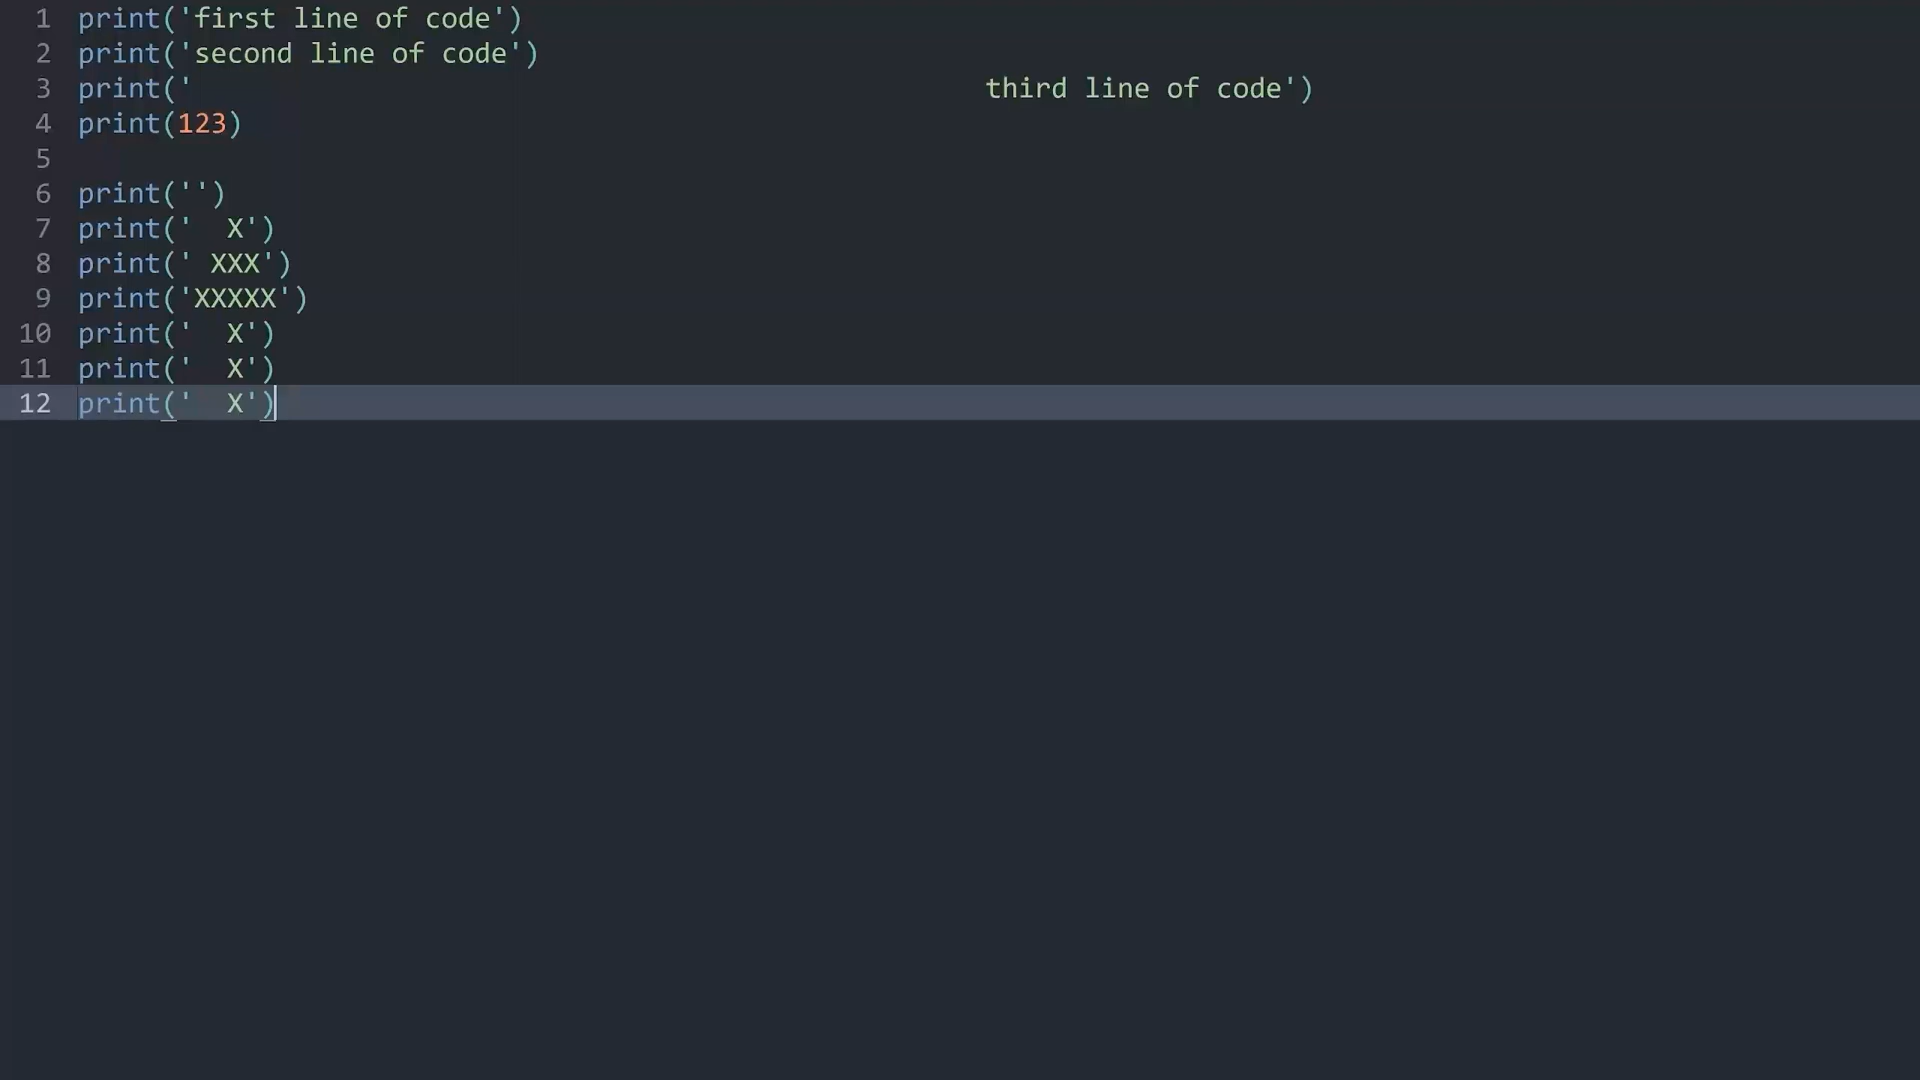 1 print('first line of code')
2 print('second line of code')
3 print('                                                third line of code')
4 print(123)
5
6 print('')
7 print('  X')
8 print(' XXX')
9 print('XXXXX')
10 print('  X')
11 print('  X')
12 print('  X')